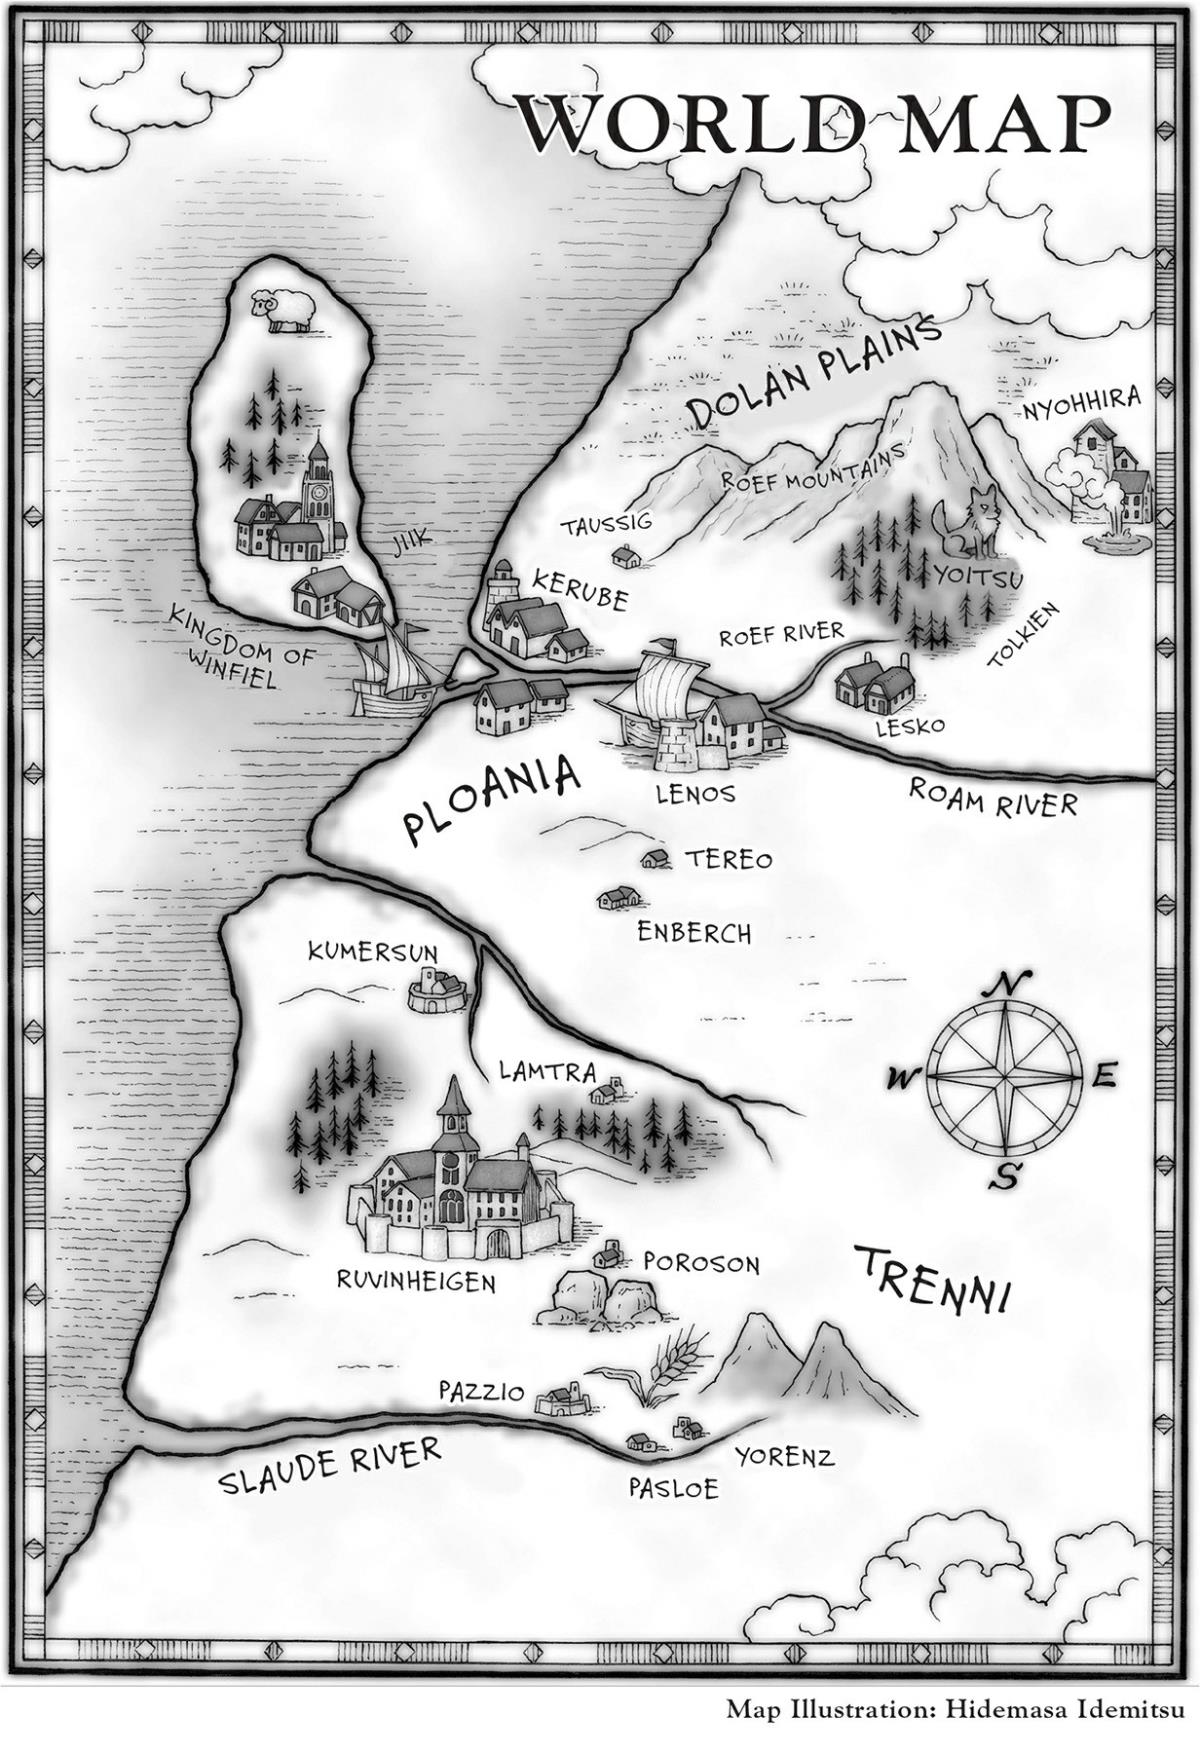 WORLD MAP
DOLAN PLAINS
NYOHHIRA
ROEF MOUNTAINS
TAUSSIG
JIIK
KERUBE
YOITSU
KINGDOM OF
WINFIEL
ROEF RIVER
TOLKIEN
LESKO
PLOANIA
LENOS
ROAM RIVER
TEREO
ENBERCH
KUMERSUN
N
W
E
S
LAMTRA
RUVINHEIGEN
POROSON
TRENNI
PAZZIO
SLAUDE RIVER
YORENZ
PASLOE
Map Illustration: Hidemasa Idemitsu